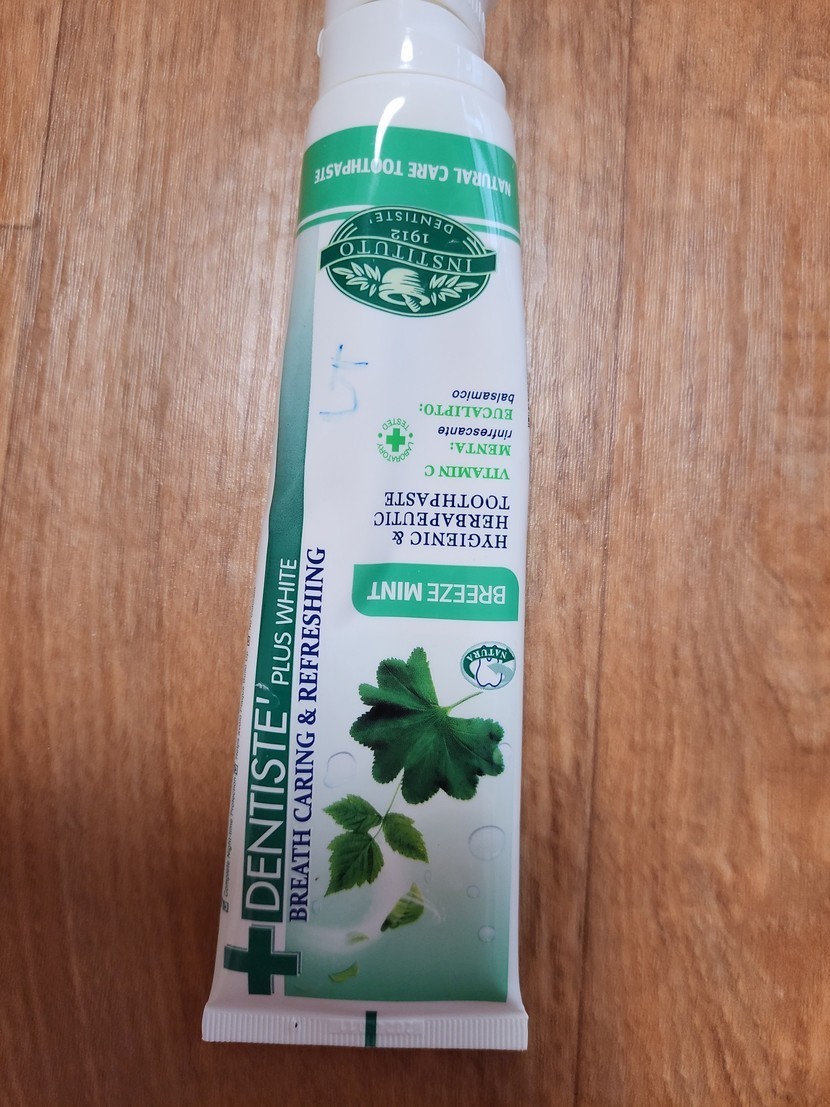 DENTISTE' PLUS WHITE
BREATH CARING & REFRESHING
NATURA
BREEZE MINT
HYGIENIC &
HERBAPEUTIC
TOOTHPASTE
VITAMIN C
MENTA:
rinfrescante
EUCALIPTO:
balsamico
LABORATORY TESTED
INSTITUTO
1912
DENTISTE'
NATURAL CARE TOOTHPASTE